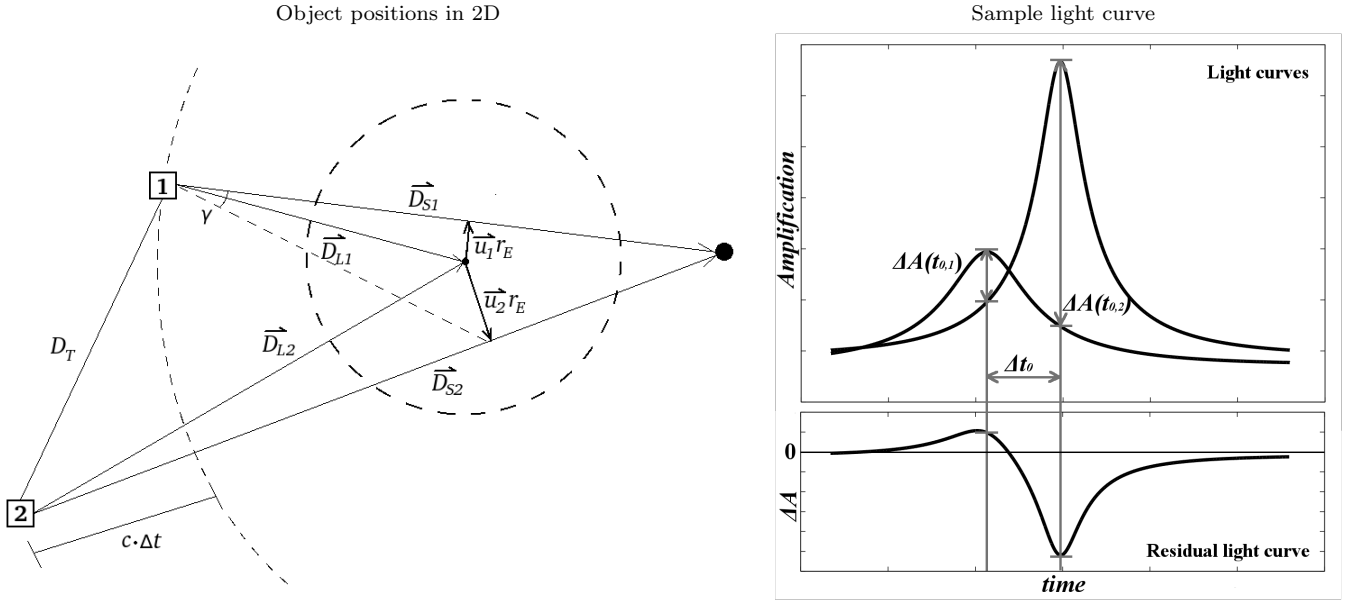 Object positions in 2D
1
D_S1
γ
D_L1
u_1 r_E
u_2 r_E
D_T
D_L2
D_S2
2
c·Δt
Sample light curve
Light curves
Amplification
ΔA(t_0,1)
ΔA(t_0,2)
Δt_0
0
ΔA
Residual light curve
time